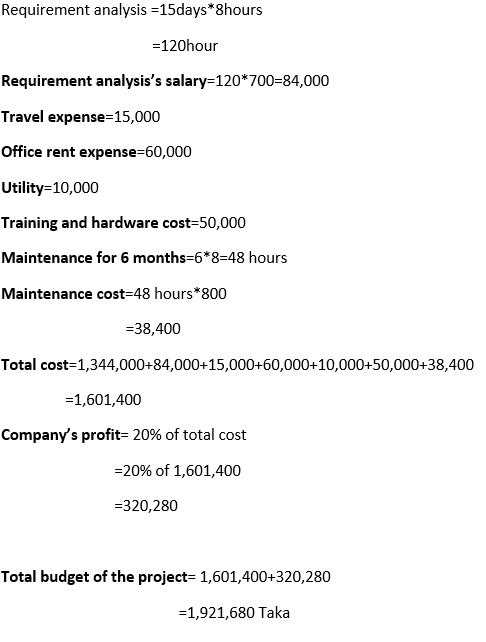 Requirement analysis =15days*8hours
=120hour
Requirement analysis’s salary=120*700=84,000
Travel expense=15,000
Office rent expense=60,000
Utility=10,000
Training and hardware cost=50,000
Maintenance for 6 months=6*8=48 hours
Maintenance cost=48 hours*800
=38,400
Total cost=1,344,000+84,000+15,000+60,000+10,000+50,000+38,400
=1,601,400
Company’s profit= 20% of total cost
=20% of 1,601,400
=320,280
Total budget of the project= 1,601,400+320,280
=1,921,680 Taka